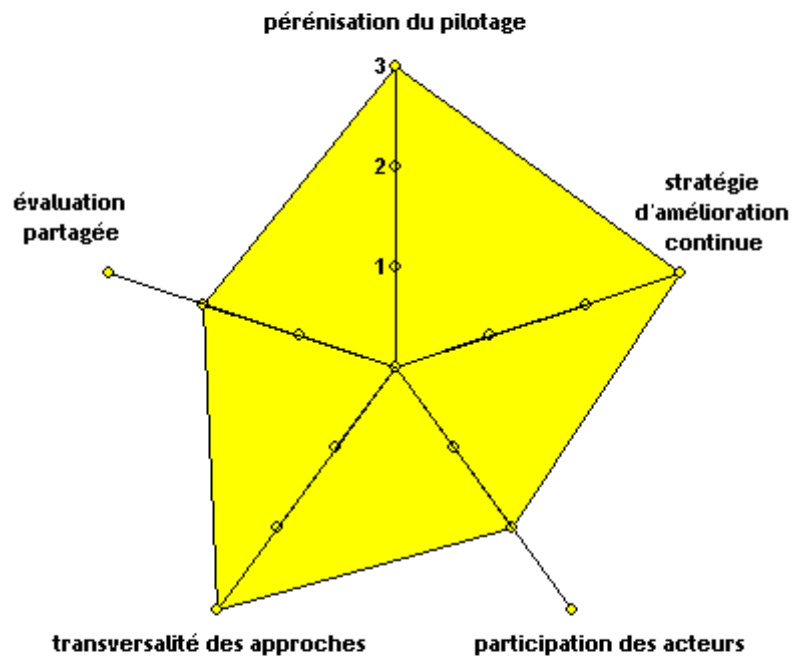 pérénisation du pilotage
3
2
1
stratégie
d'amélioration
continue
évaluation
partagée
transversalité des approches
participation des acteurs